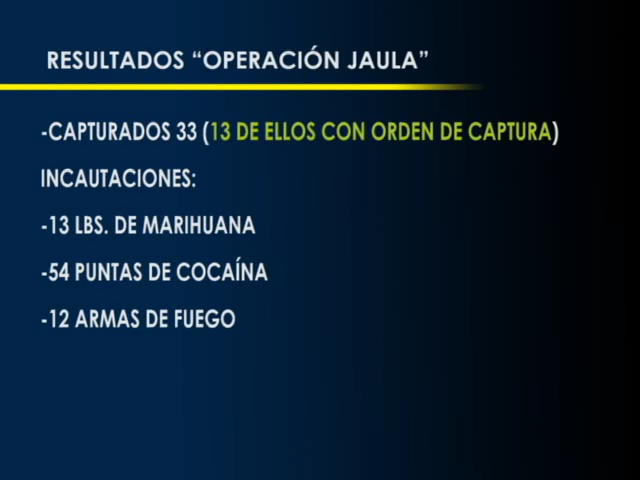 RESULTADOS “OPERACIÓN JAULA”
-CAPTURADOS 33 (13 DE ELLOS CON ORDEN DE CAPTURA)
INCAUTACIONES:
-13 LBS. DE MARIHUANA
-54 PUNTAS DE COCAÍNA
-12 ARMAS DE FUEGO